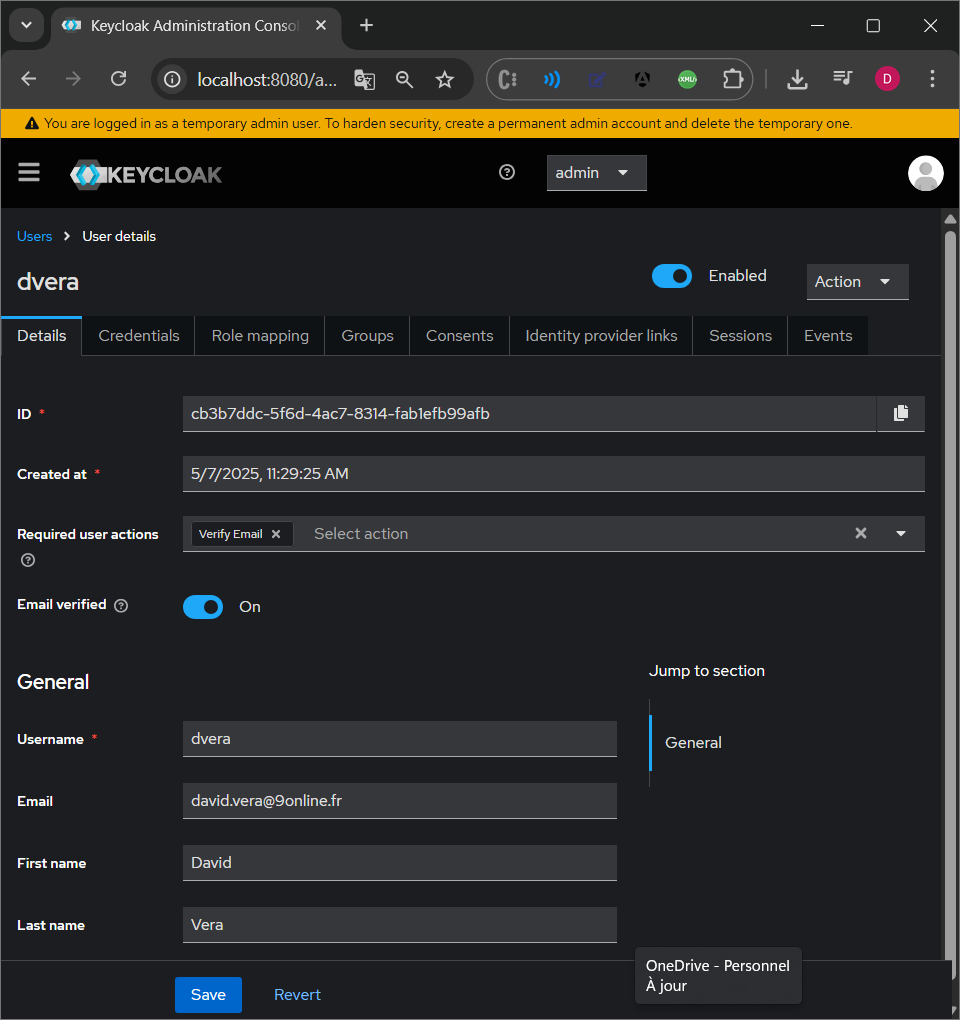 Keycloak Administration Consol
localhost:8080/a...
D
You are logged in as a temporary admin user. To harden security, create a permanent admin account and delete the temporary one.
KEYCLOAK
admin
Users
User details
dvera
Enabled
Action
Details
Credentials
Role mapping
Groups
Consents
Identity provider links
Sessions
Events
ID *
cb3b7ddc-5f6d-4ac7-8314-fab1efb99afb
Created at *
5/7/2025, 11:29:25 AM
Required user actions
Verify Email
Select action
Email verified
On
General
Jump to section
General
Username *
dvera
Email
david.vera@9online.fr
First name
David
Last name
Vera
Save
Revert
OneDrive - Personnel
À jour